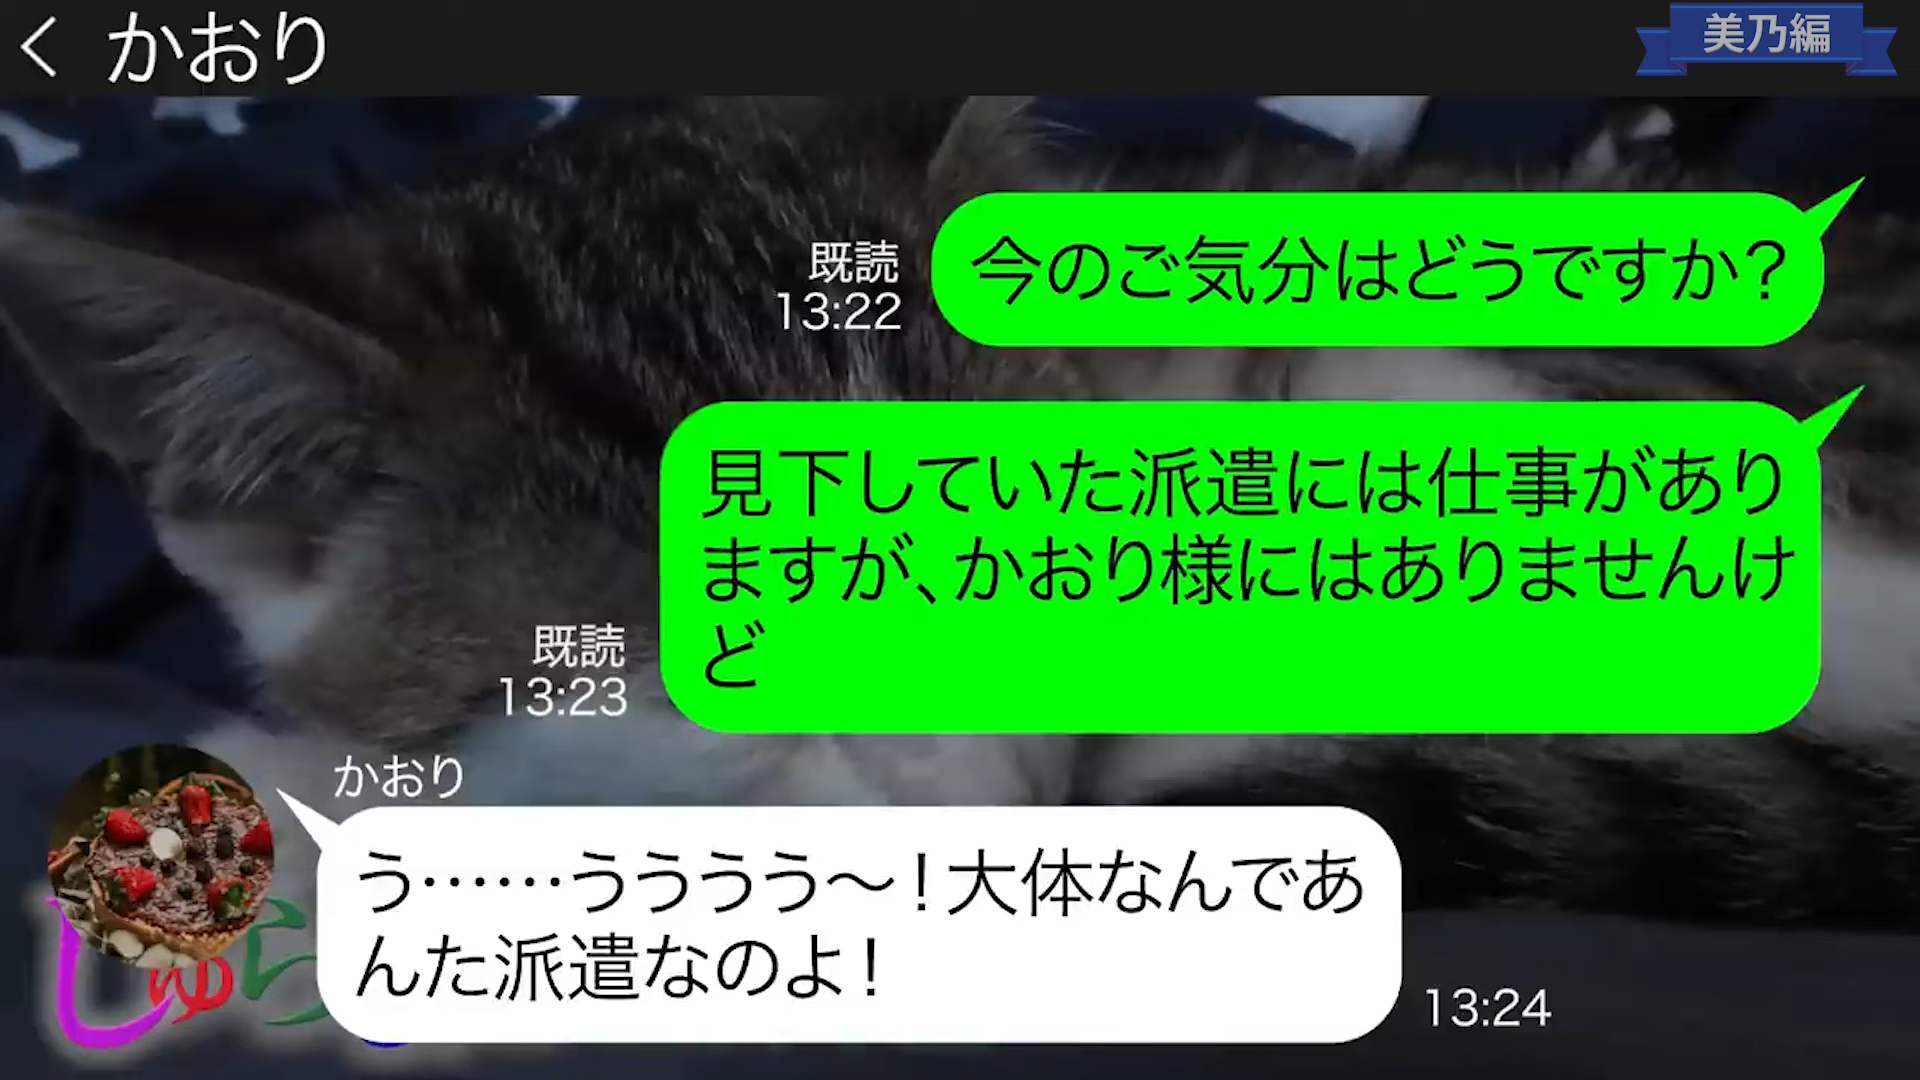 かおり
美乃編
今のご気分はどうですか？
既読
13:22
見下していた派遣には仕事があり
ますが、かおり様にはありませんけ
ど
既読
13:23
かおり
う……うううう〜！大体なんであ
んた派遣なのよ！
13:24
しゅら